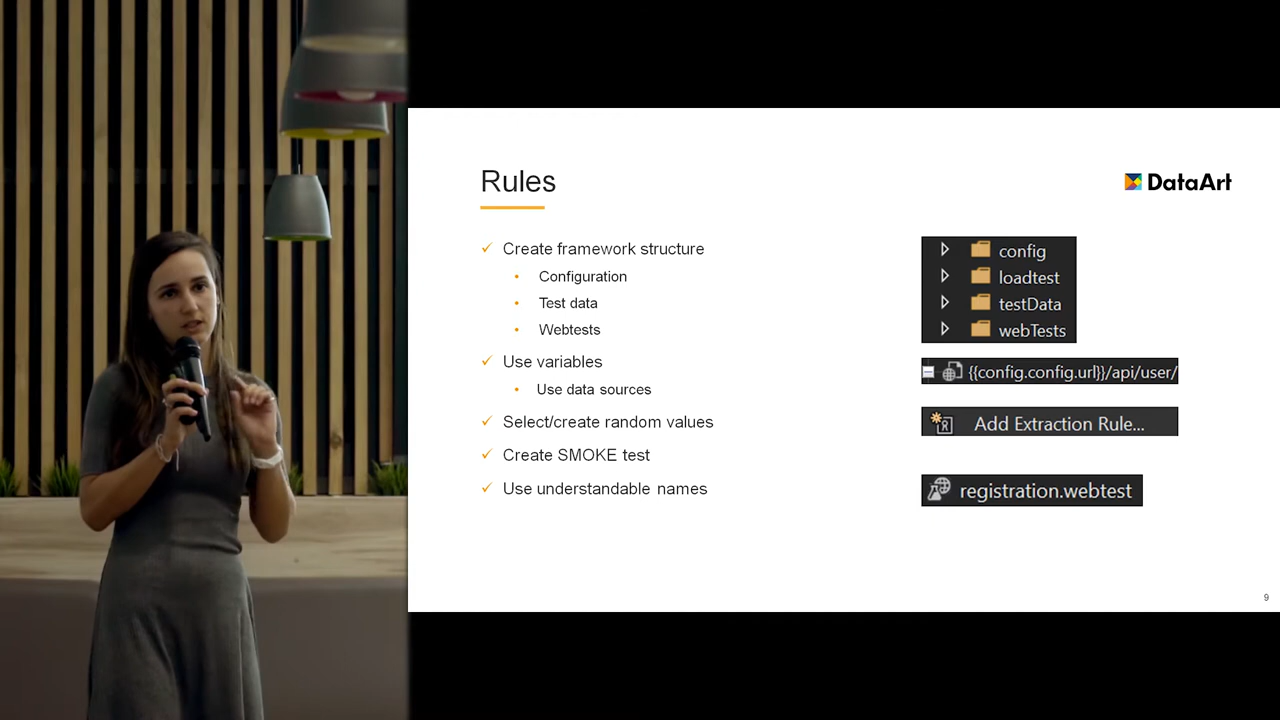 Rules
DataArt
Create framework structure
Configuration
Test data
Webtests
Use variables
Use data sources
Select/create random values
Create SMOKE test
Use understandable names
config
loadtest
testData
webTests
{{config.config.url}}/api/user/
Add Extraction Rule...
registration.webtest
9